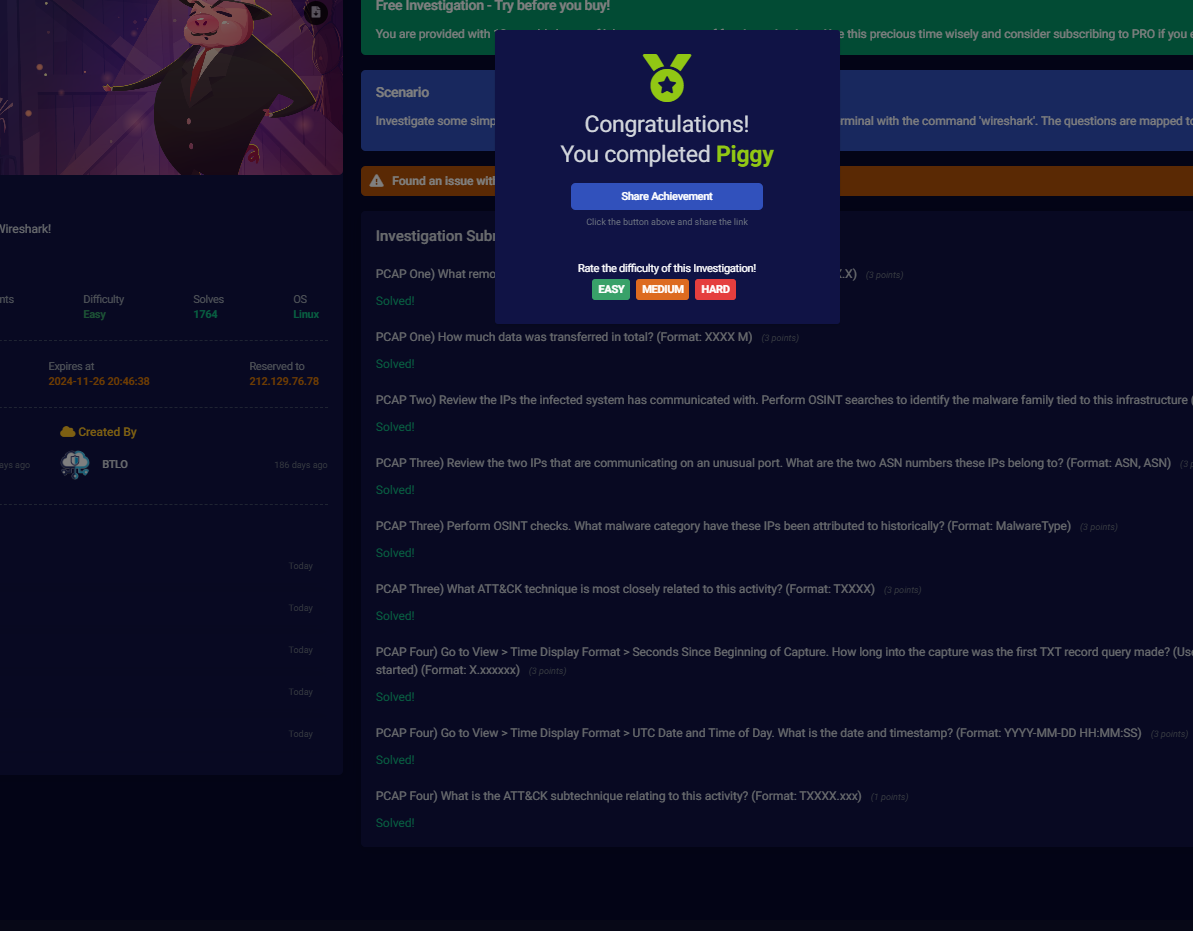 Free Investigation - Try before you buy!
You are provided with
this precious time wisely and consider subscribing to PRO if you
Scenario
Investigate some simp
rminal with the command 'wireshark'. The questions are mapped to
Found an issue with
Congratulations!
You completed Piggy
Share Achievement
Click the button above and share the link
Rate the difficulty of this Investigation!
EASY MEDIUM HARD
Wireshark!
nts Difficulty Solves OS
Easy 1764 Linux
Expires at Reserved to
2024-11-26 20:46:38 212.129.76.78
Created By
ays ago BTLO 186 days ago
Today
Today
Today
Today
Today
Investigation Subm
PCAP One) What remo
.X) (3 points)
Solved!
PCAP One) How much data was transferred in total? (Format: XXXX M) (3 points)
Solved!
PCAP Two) Review the IPs the infected system has communicated with. Perform OSINT searches to identify the malware family tied to this infrastructure (
Solved!
PCAP Three) Review the two IPs that are communicating on an unusual port. What are the two ASN numbers these IPs belong to? (Format: ASN, ASN) (3 p
Solved!
PCAP Three) Perform OSINT checks. What malware category have these IPs been attributed to historically? (Format: MalwareType) (3 points)
Solved!
PCAP Three) What ATT&CK technique is most closely related to this activity? (Format: TXXXX) (3 points)
Solved!
PCAP Four) Go to View > Time Display Format > Seconds Since Beginning of Capture. How long into the capture was the first TXT record query made? (Use
started) (Format: X.xxxxxx) (3 points)
Solved!
PCAP Four) Go to View > Time Display Format > UTC Date and Time of Day. What is the date and timestamp? (Format: YYYY-MM-DD HH:MM:SS) (3 points)
Solved!
PCAP Four) What is the ATT&CK subtechnique relating to this activity? (Format: TXXXX.xxx) (1 points)
Solved!